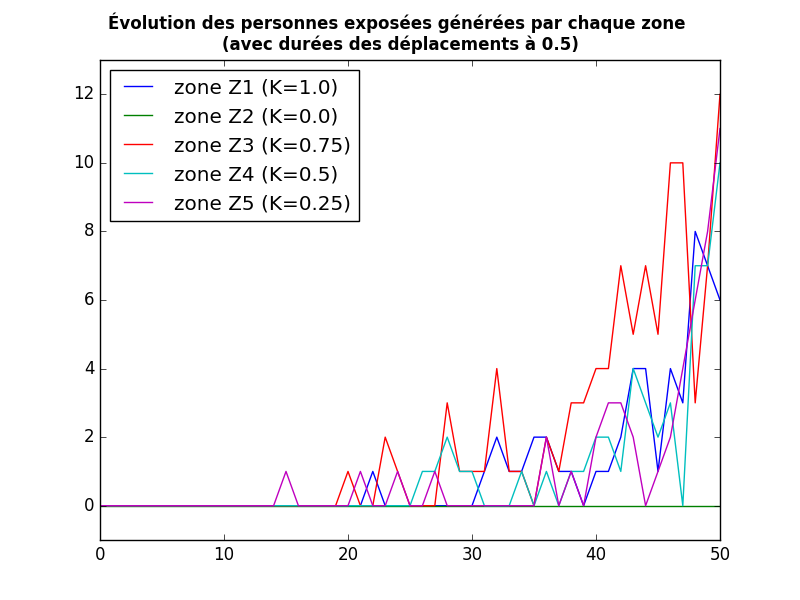 Évolution des personnes exposées générées par chaque zone
(avec durées des déplacements à 0.5)
zone Z1 (K=1.0)
zone Z2 (K=0.0)
zone Z3 (K=0.75)
zone Z4 (K=0.5)
zone Z5 (K=0.25)
12
10
8
6
4
2
0
0 10 20 30 40 50